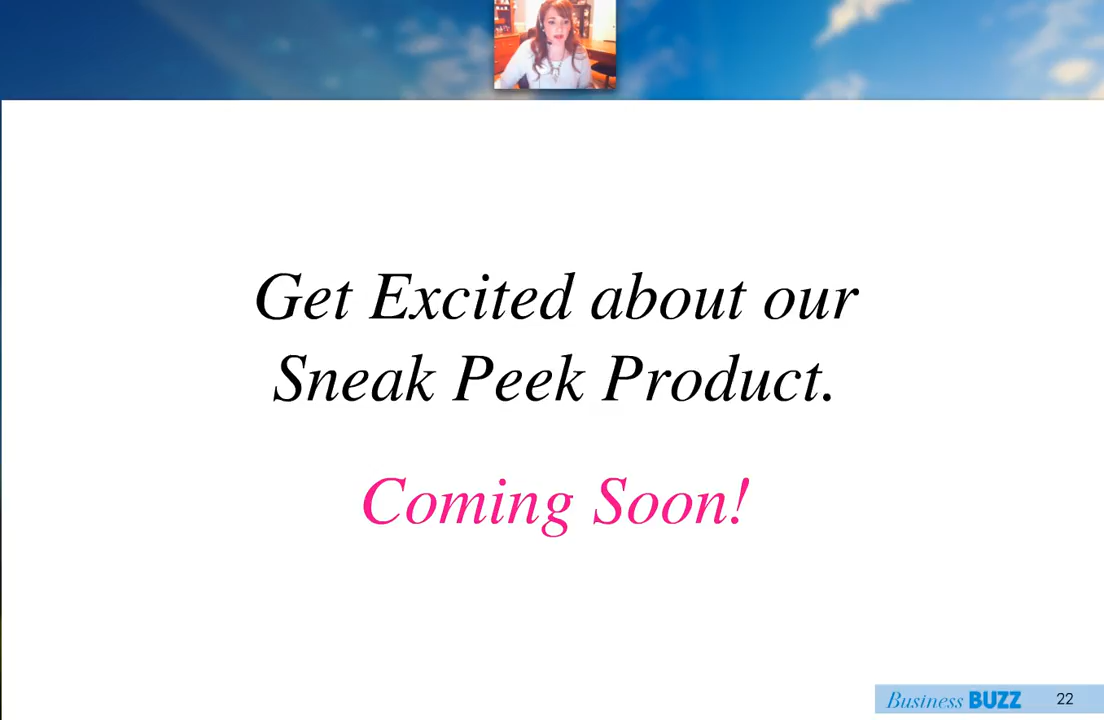 Get Excited about our
Sneak Peek Product.
Coming Soon!
Business BUZZ 22